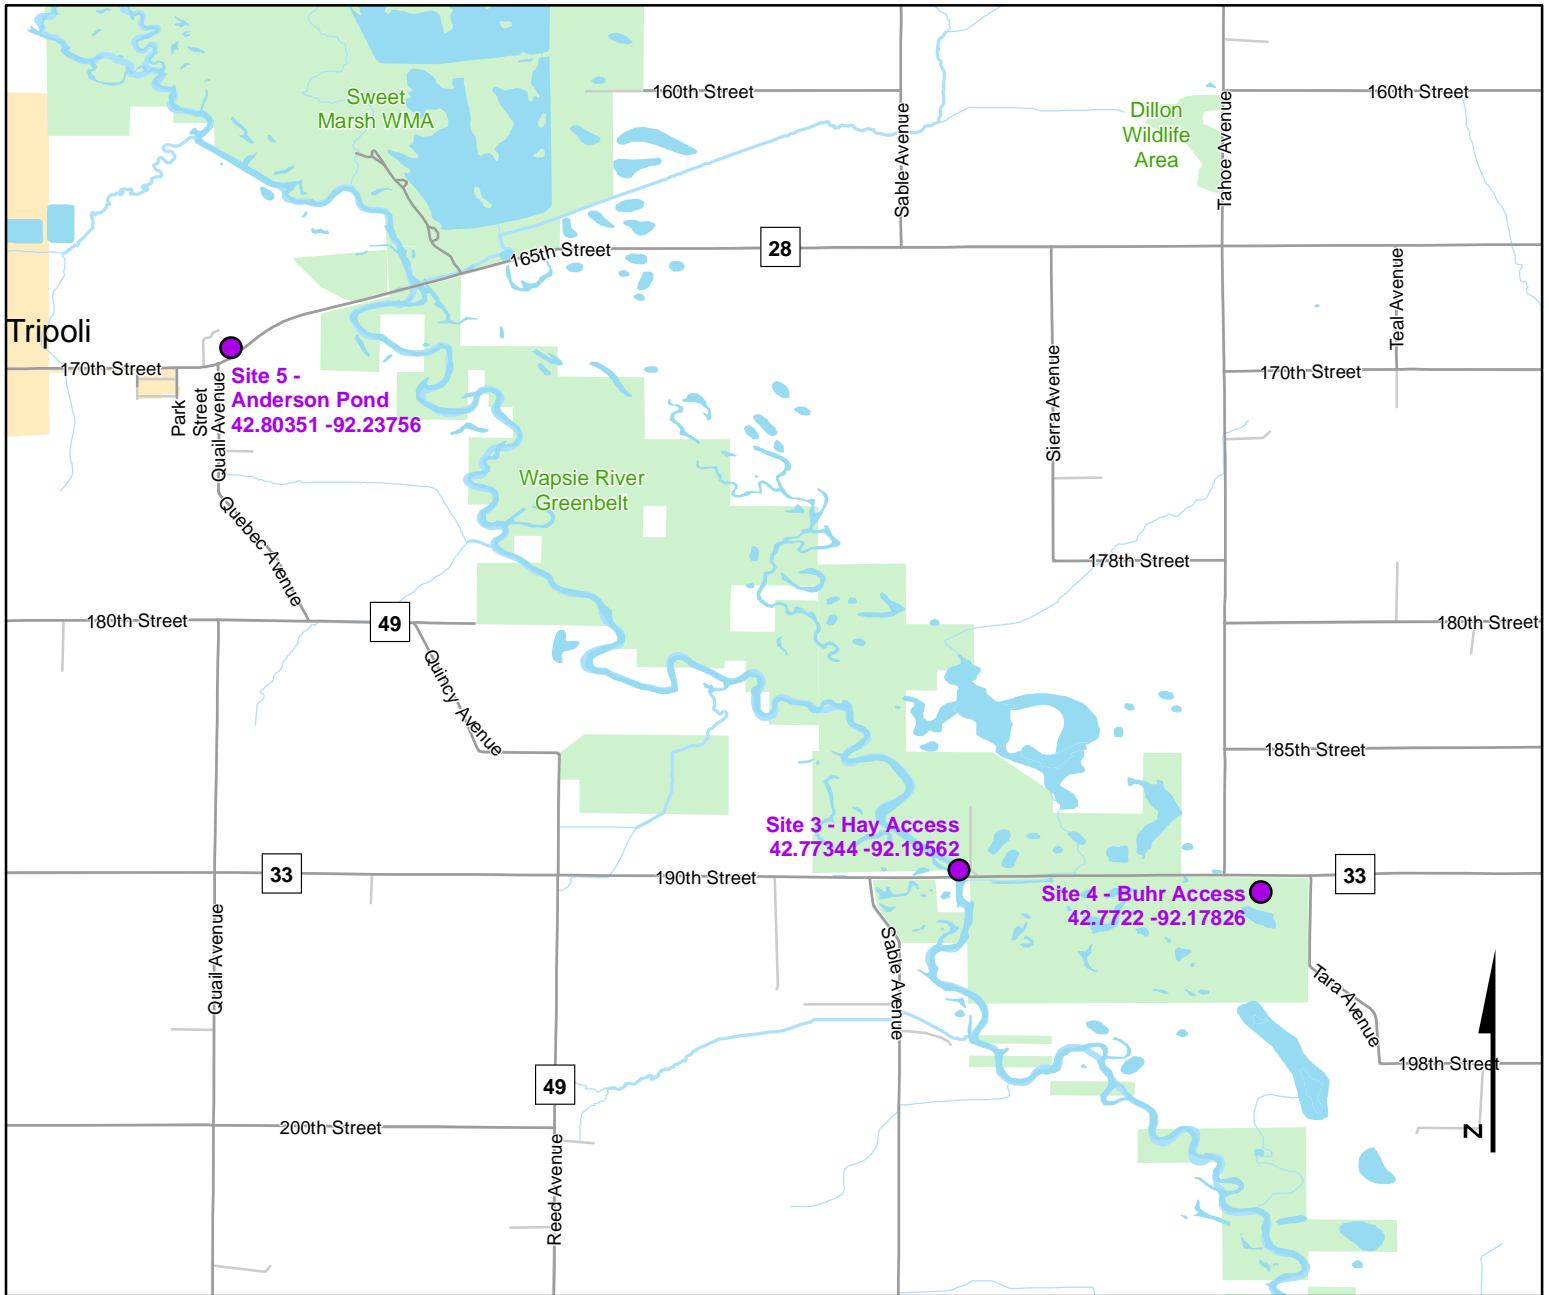 160th Street
160th Street
Sweet
Marsh WMA
Dillon
Wildlife
Area
Sable Avenue
Tahoe Avenue
165th Street
28
Teal Avenue
Tripoli
170th Street
Site 5 -
Anderson Pond
42.80351 -92.23756
Park
Street
Quail Avenue
Sierra Avenue
170th Street
Wapsie River
Greenbelt
Quebec Avenue
178th Street
180th Street
49
180th Street
Quincy Avenue
185th Street
Site 3 - Hay Access
42.77344 -92.19562
33
190th Street
33
Site 4 - Buhr Access
42.7722 -92.17826
Quail Avenue
Sable Avenue
Tara Avenue
198th Street
49
200th Street
Reed Avenue
N